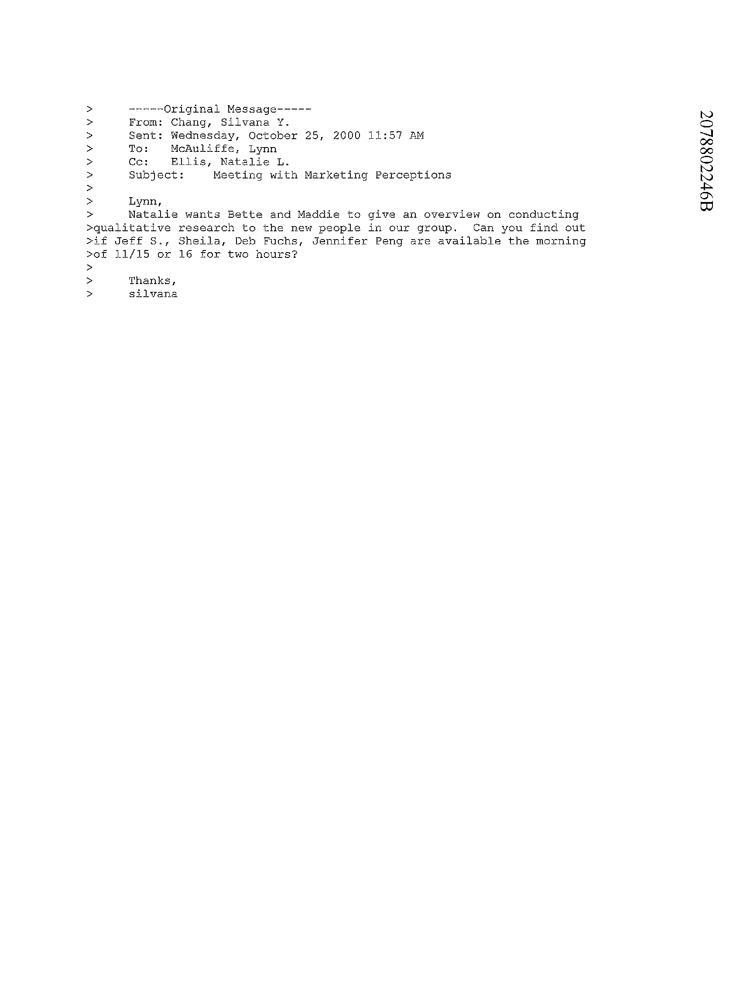 > -----Original Message-----
> From: Chang, Silvana Y.
> Sent: Wednesday, October 25, 2000 11:57 AM
> To: McAuliffe, Lynn
> Cc: Ellis, Natalie L.
> Subject: Meeting with Marketing Perceptions
>
> Lynn,
> Natalie wants Bette and Maddie to give an overview on conducting
>qualitative research to the new people in our group. Can you find out
>if Jeff S., Sheila, Deb Fuchs, Jennifer Peng are available the morning
>of 11/15 or 16 for two hours?
>
> Thanks,
> silvana
2078802246B